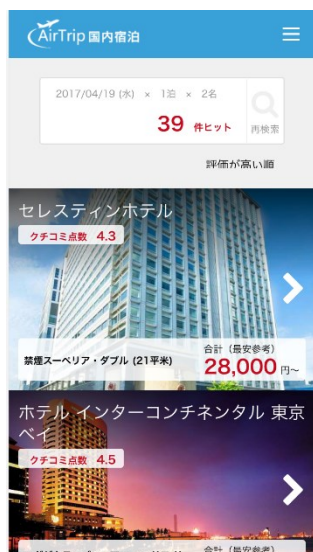 AirTrip 国内宿泊
2017/04/19 (水) × 1泊 × 2名
39 件ヒット
再検索
評価が高い順
セレスティンホテル
クチコミ点数 4.3
禁煙スーペリア・ダブル (21平米)
合計（最安参考）
28,000 円～
ホテル インターコンチネンタル 東京
ベイ
クチコミ点数 4.5
合計（最安参考）